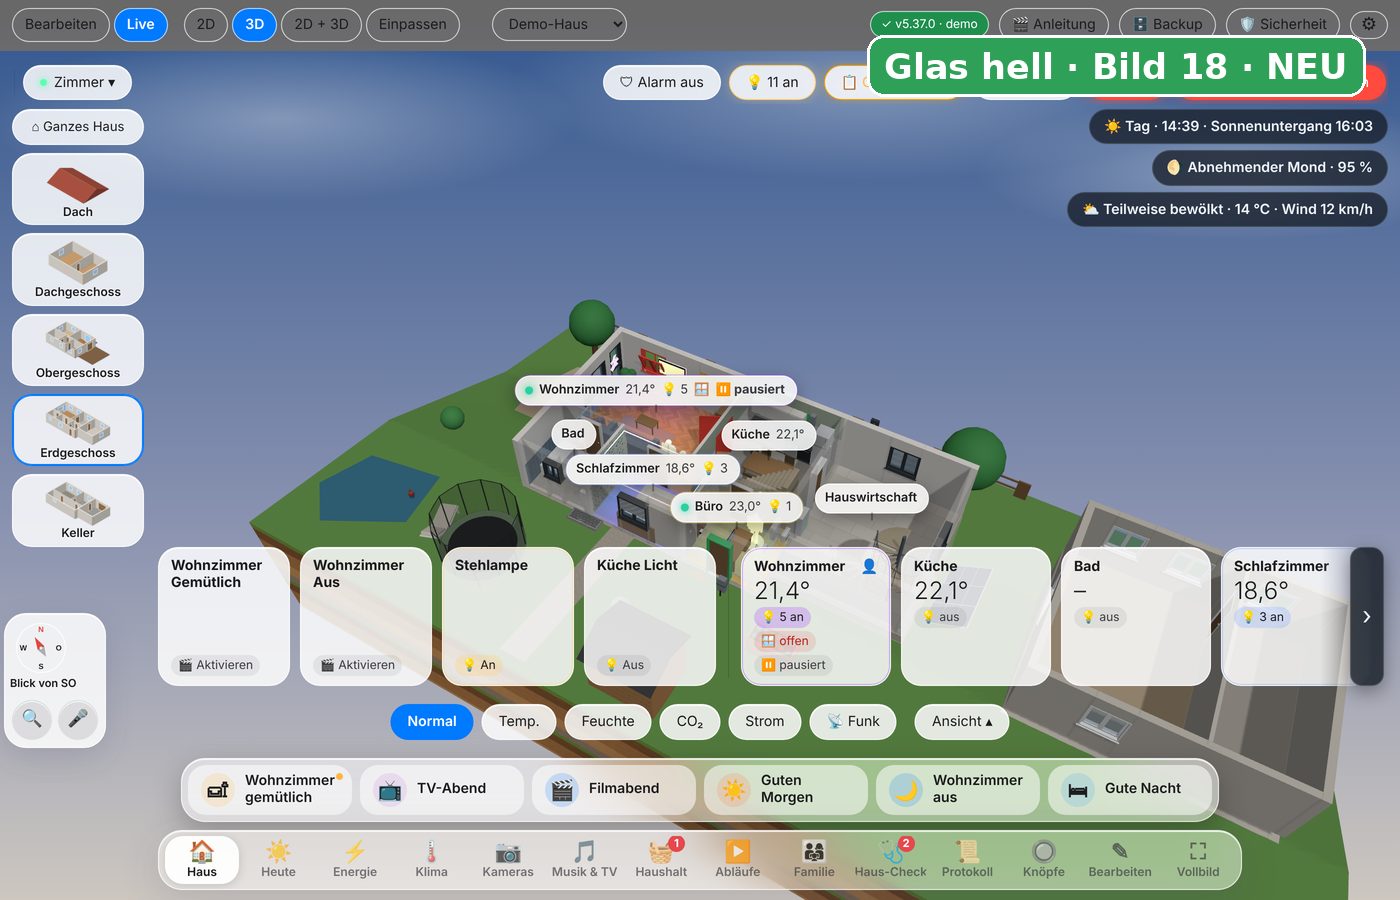 Bearbeiten Live 2D 3D 2D + 3D Einpassen Demo-Haus ✓ v5.37.0 · demo Anleitung Backup Sicherheit
Glas hell · Bild 18 · NEU
Zimmer ▾ Alarm aus 11 an
Ganzes Haus
Tag · 14:39 · Sonnenuntergang 16:03
Abnehmender Mond · 95 %
Teilweise bewölkt · 14 °C · Wind 12 km/h
Dach
Dachgeschoss
Obergeschoss
Erdgeschoss
Keller
Wohnzimmer 21,4° 5 pausiert
Bad
Küche 22,1°
Schlafzimmer 18,6° 3
Büro 23,0° 1
Hauswirtschaft
Wohnzimmer
Gemütlich
Aktivieren
Wohnzimmer
Aus
Aktivieren
Stehlampe
An
Küche Licht
Aus
Wohnzimmer
21,4°
5 an
offen
pausiert
Küche
22,1°
aus
Bad
–
aus
Schlafzimmer
18,6°
3 an
›
N
W O
S
Blick von SO
Normal Temp. Feuchte CO₂ Strom Funk Ansicht ▴
Wohnzimmer
gemütlich
TV-Abend
Filmabend
Guten
Morgen
Wohnzimmer
aus
Gute Nacht
1 2
Haus Heute Energie Klima Kameras Musik & TV Haushalt Abläufe Familie Haus-Check Protokoll Knöpfe Bearbeiten Vollbild